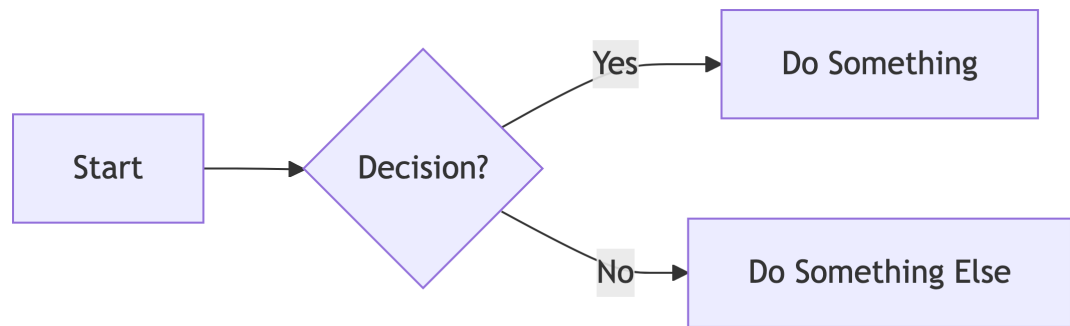 Start
Decision?
Yes
Do Something
No
Do Something Else